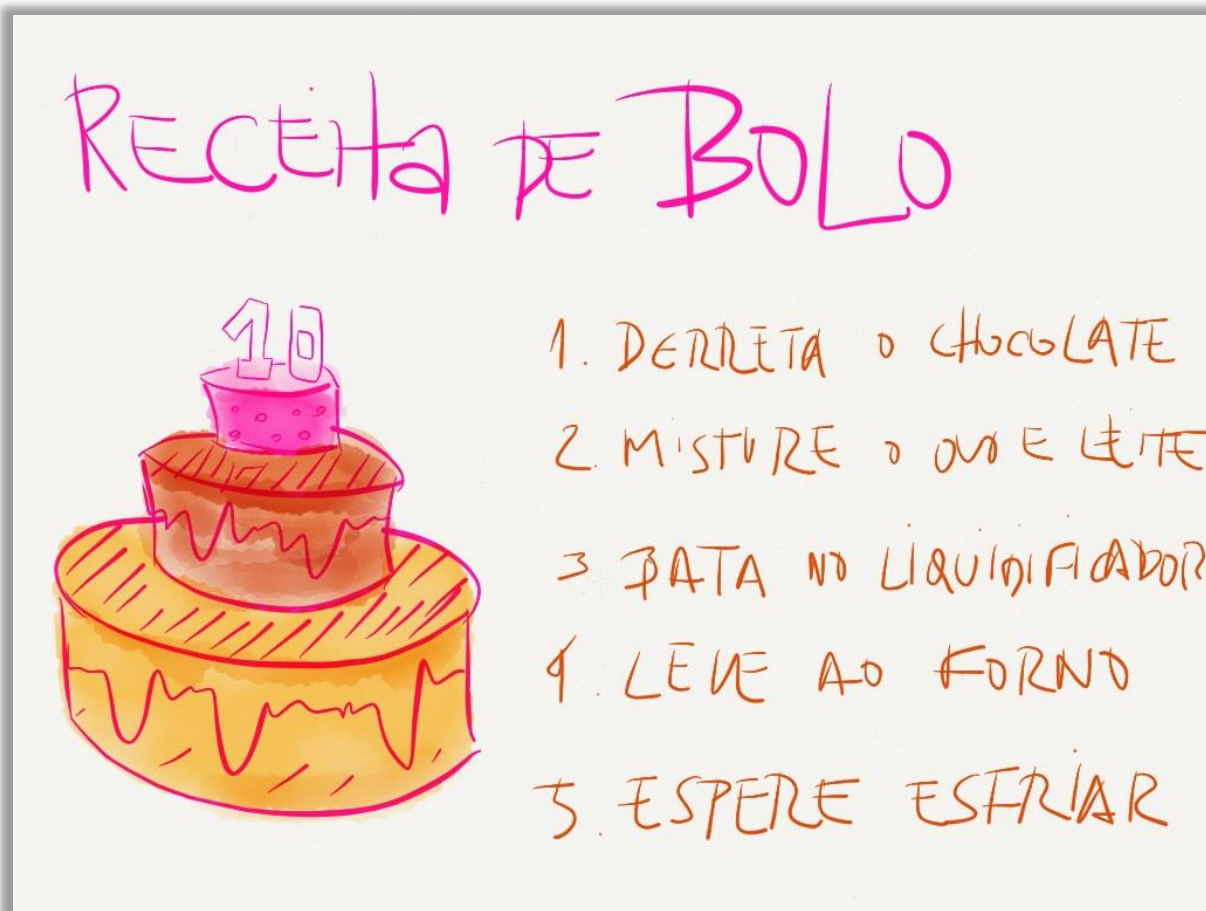 RECEITA DE BOLO
10
1. DERRETA O CHOCOLATE
2. MISTURE O OVO E LEITE
3 BATA NO LIQUIDIFICADOR
4. LEVE AO FORNO
5. ESPERE ESFRIAR